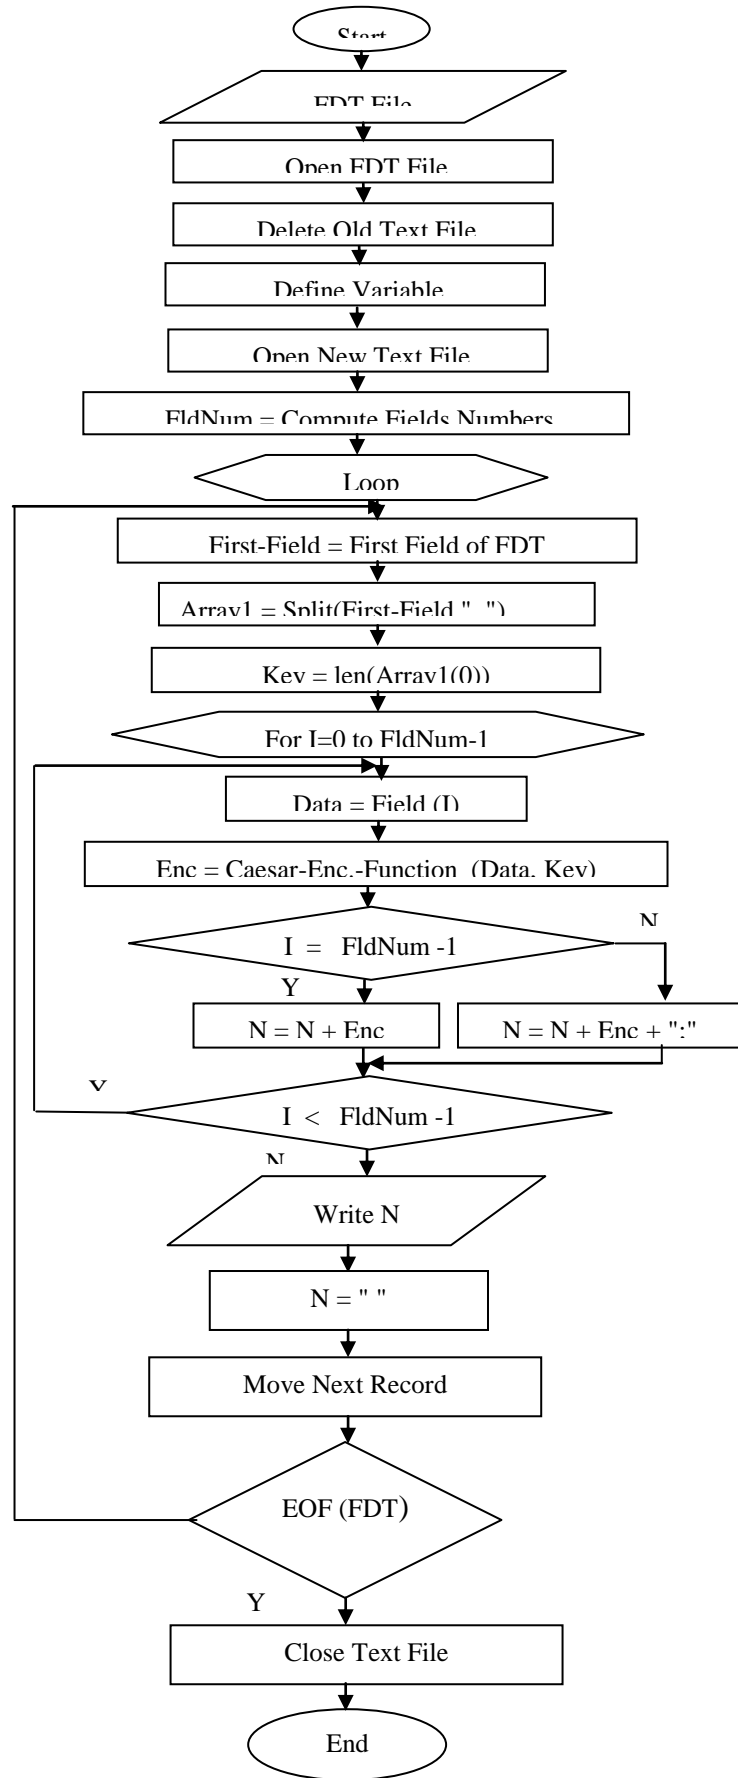 Start
FDT File
Open FDT File
Delete Old Text File
Define Variable
Open New Text File
FldNum = Compute Fields Numbers
Loop
First-Field = First Field of FDT
Array1 = Split(First-Field " ")
Key = len(Array1(0))
For I=0 to FldNum-1
Data = Field (I)
Enc = Caesar-Enc.-Function (Data, Key)
I = FldNum -1
N
Y
N = N + Enc
N = N + Enc + ":"
Y
I < FldNum -1
N
Write N
N = " "
Move Next Record
EOF (FDT)
Y
Close Text File
End